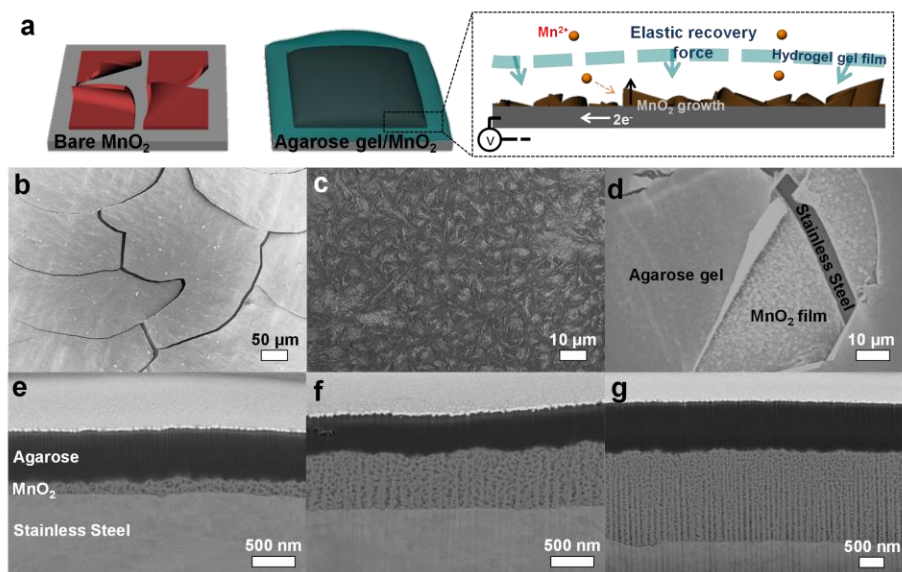 a
Bare MnO₂
Agarose gel/MnO₂
Mn²⁺
Elastic recovery
force
Hydrogel gel film
MnO₂ growth
2e⁻
V
b
50 µm
c
10 µm
d
Agarose gel
Stainless Steel
MnO₂ film
10 µm
e
Agarose
MnO₂
Stainless Steel
500 nm
f
500 nm
g
500 nm